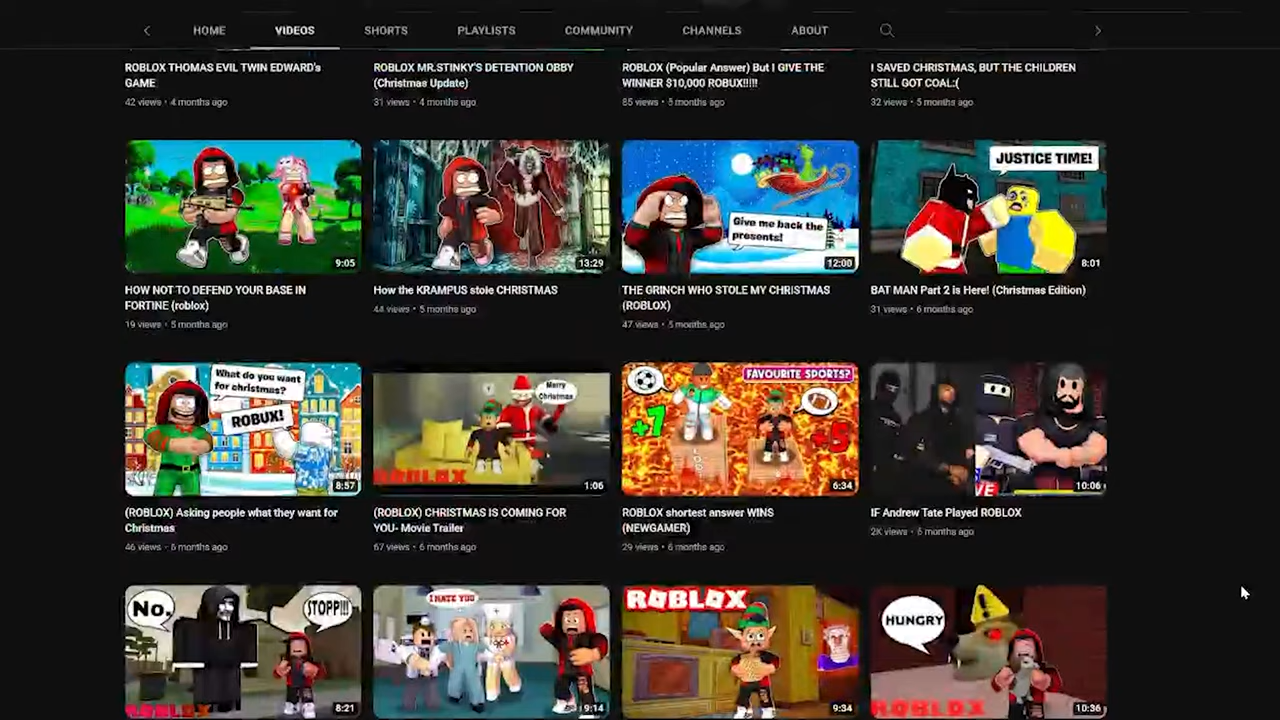 HOME VIDEOS SHORTS PLAYLISTS COMMUNITY CHANNELS ABOUT
ROBLOX THOMAS EVIL TWIN EDWARD's
GAME
42 views • 4 months ago
ROBLOX MR.STINKY'S DETENTION OBBY
(Christmas Update)
31 views • 4 months ago
ROBLOX (Popular Answer) But I GIVE THE
WINNER $10,000 ROBUX!!!!!
85 views • 5 months ago
I SAVED CHRISTMAS, BUT THE CHILDREN
STILL GOT COAL:(
32 views • 5 months ago
9:05
HOW NOT TO DEFEND YOUR BASE IN
FORTINE (roblox)
19 views • 5 months ago
13:29
How the KRAMPUS stole CHRISTMAS
44 views • 5 months ago
Give me back the
presents!
12:00
THE GRINCH WHO STOLE MY CHRISTMAS
(ROBLOX)
47 views • 5 months ago
JUSTICE TIME!
8:01
BAT MAN Part 2 is Here! (Christmas Edition)
31 views • 6 months ago
What do you want
for christmas?
ROBUX!
8:57
(ROBLOX) Asking people what they want for
Christmas
46 views • 6 months ago
Merry
Christmas
ROBLOX
1:06
(ROBLOX) CHRISTMAS IS COMING FOR
YOU- Movie Trailer
67 views • 6 months ago
FAVOURITE SPORTS?
+7
+5
6:34
ROBLOX shortest answer WINS
(NEWGAMER)
29 views • 6 months ago
VE
10:06
IF Andrew Tate Played ROBLOX
2K views • 6 months ago
No.
STOPP!!!
ROBLOX
8:21
I HATE YOU
9:14
ROBLOX
9:34
HUNGRY
ROBLOX
10:36